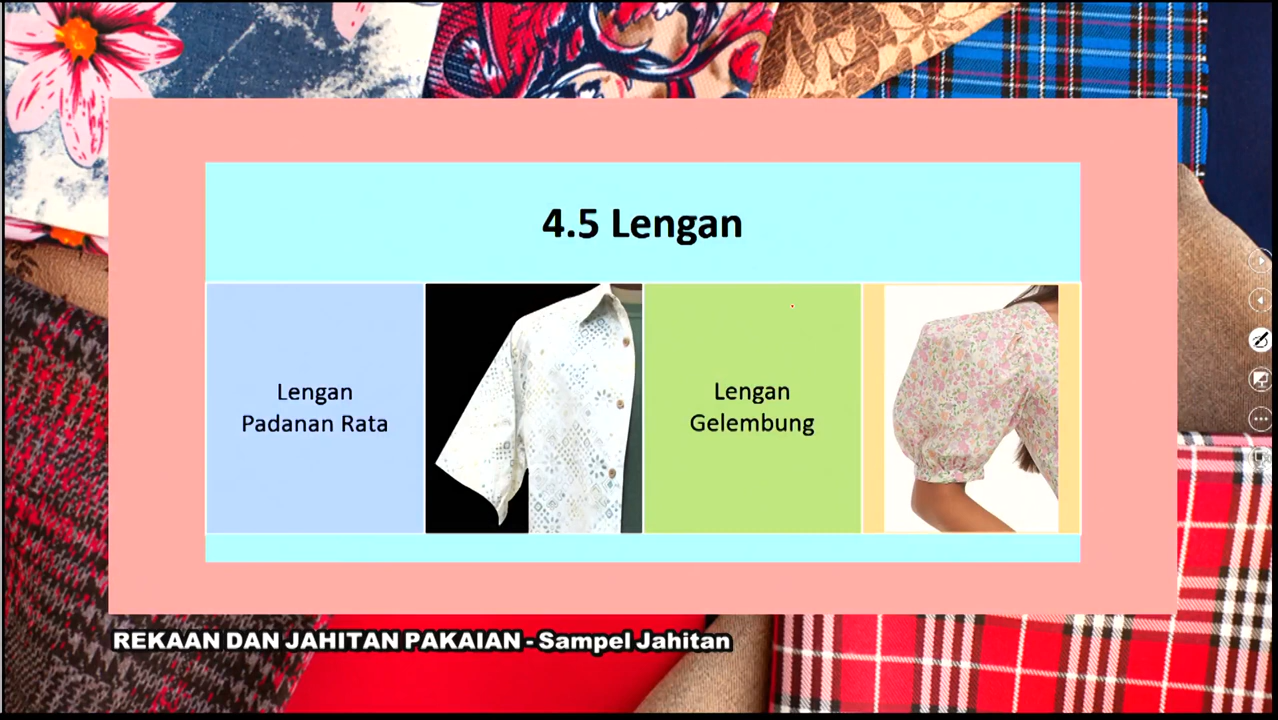 4.5 Lengan
Lengan
Padanan Rata
Lengan
Gelembung
REKAAN DAN JAHITAN PAKAIAN - Sampel Jahitan